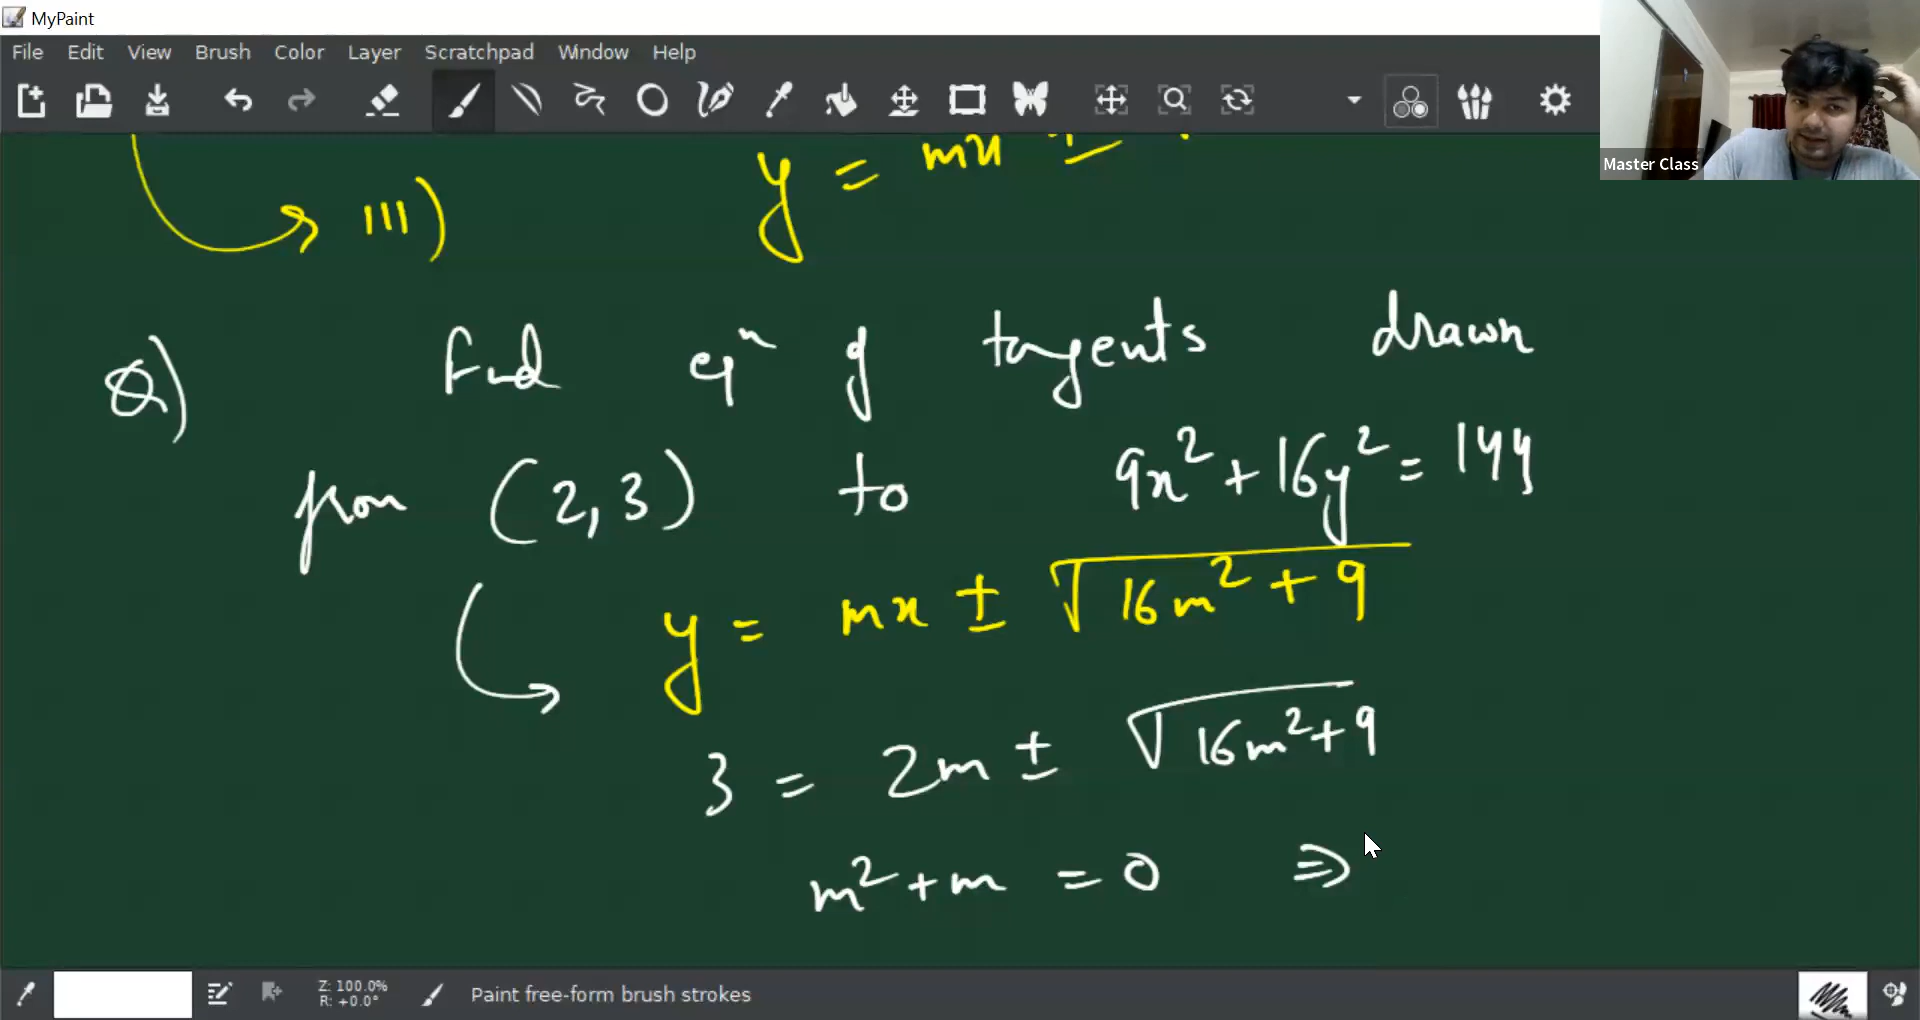 MyPaint
File Edit View Brush Color Layer Scratchpad Window Help
Master Class
y = mx ±
III)
Q) Find eqⁿ of tangents drawn
from (2, 3) to 9x² + 16y² = 144
y = mx ± √16m² + 9
3 = 2m ± √16m² + 9
m² + m = 0 ⇒
Z: 100.0%
R: +0.0°
Paint free-form brush strokes